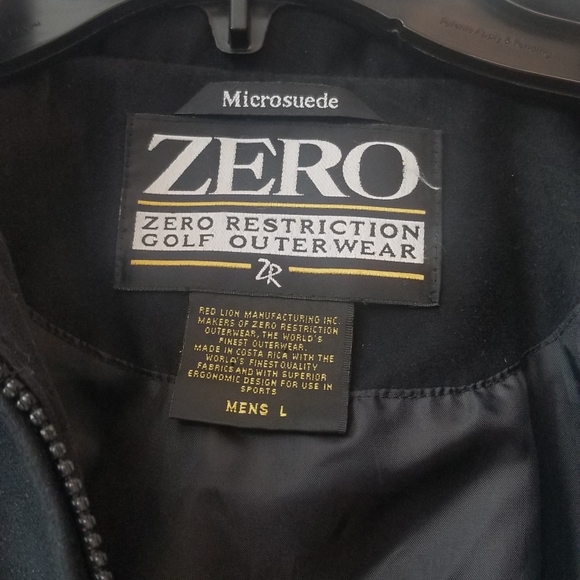 Microsuede
ZERO
ZERO RESTRICTION
GOLF OUTERWEAR
ZR
RED LION MANUFACTURING INC.
MAKERS OF ZERO RESTRICTION
OUTERWEAR, THE WORLD'S
FINEST OUTERWEAR.
MADE IN COSTA RICA WITH THE
WORLA'S FINEST QUALITY
FABRICS AND WITH SUPERIOR
ERGONOMIC DESIGN FOR USE IN
SPORTS
MENS L